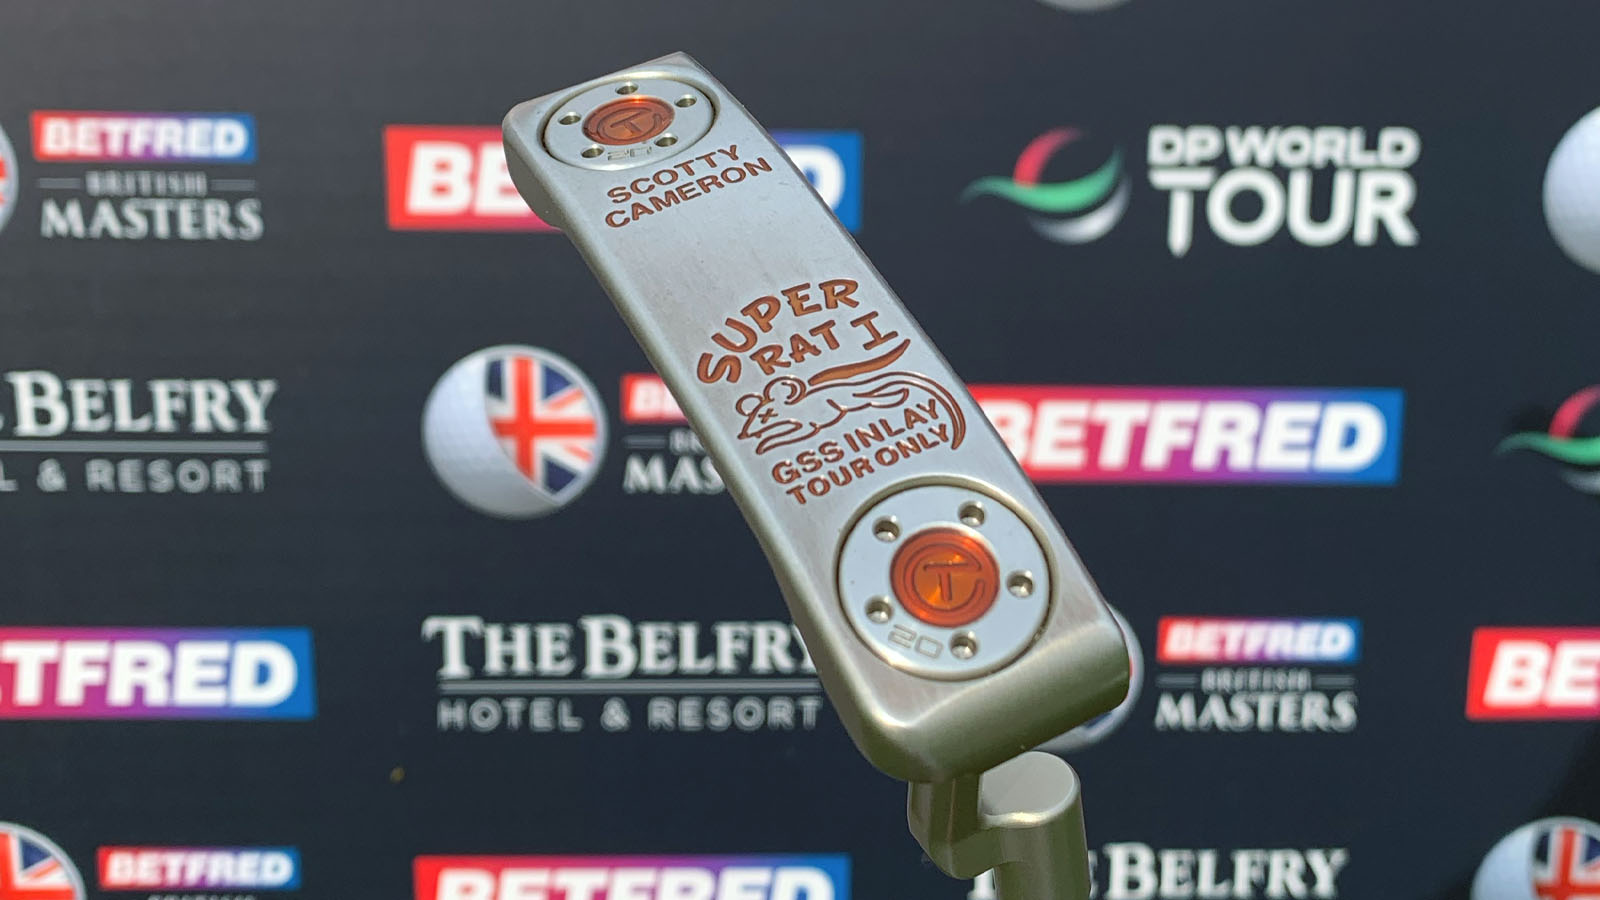 20
SCOTTY
CAMERON
SUPER
RAT I
GSS INLAY
TOUR ONLY
20
BETFRED
BRITISH
MASTERS
BE
DP WORLD
TOUR
BELFRY
& RESORT
MAS
BETFRED
TFRED
THE BELFRY
HOTEL & RESORT
BETFRED
BRITISH
MASTERS
BE
BETFRED
BETFRED
BELFRY